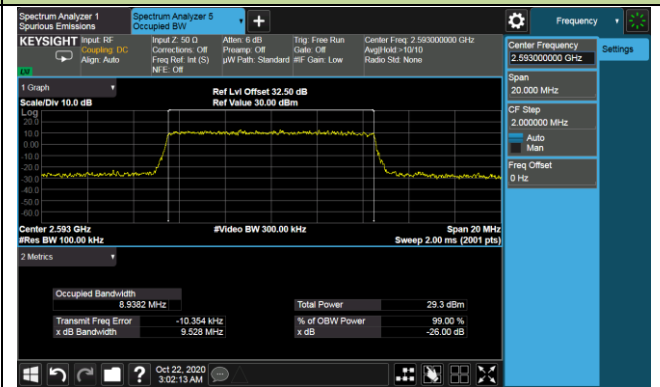 Spectrum Analyzer 1
Spurious Emissions
Spectrum Analyzer 5
Occupied BW
Frequency
KEYSIGHT
Input: RF
Coupling: DC
Align: Auto
Input Z: 50 Ω
Corrections: Off
Freq Ref: Int (S)
NFE: Off
Atten: 6 dB
Preamp: Off
µW Path: Standard
Trig: Free Run
Gate: Off
#IF Gain: Low
Center Freq: 2.593000000 GHz
Avg|Hold:>10/10
Radio Std: None
Center Frequency
2.593000000 GHz
Settings
Span
20.000 MHz
CF Step
2.000000 MHz
Auto
Man
Freq Offset
0 Hz
1 Graph
Scale/Div 10.0 dB
Ref Lvl Offset 32.50 dB
Ref Value 30.00 dBm
Log
20.0
10.0
0.00
-10.0
-20.0
-30.0
-40.0
-50.0
-60.0
Center 2.593 GHz
#Res BW 100.00 kHz
#Video BW 300.00 kHz
Span 20 MHz
Sweep 2.00 ms (2001 pts)
2 Metrics
Occupied Bandwidth
8.9382 MHz
Total Power 29.3 dBm
Transmit Freq Error -10.354 kHz
% of OBW Power 99.00 %
x dB Bandwidth 9.528 MHz
x dB -26.00 dB
Oct 22, 2020
3:02:13 AM